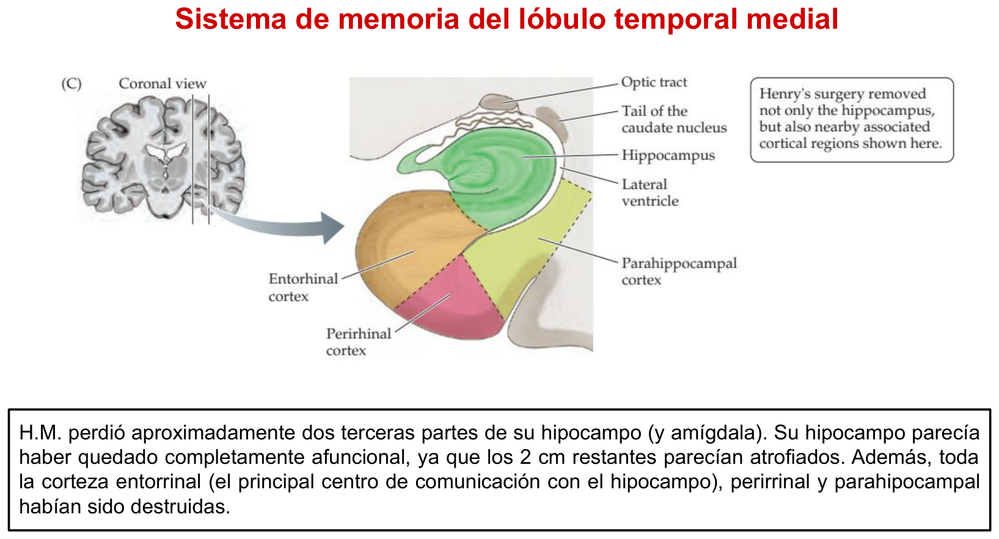 Sistema de memoria del lóbulo temporal medial
(C)
Coronal view
Optic tract
Tail of the
caudate nucleus
Hippocampus
Lateral
ventricle
Parahippocampal
cortex
Entorhinal
cortex
Perirhinal
cortex
Henry's surgery removed
not only the hippocampus,
but also nearby associated
cortical regions shown here.
H.M. perdió aproximadamente dos terceras partes de su hipocampo (y amígdala). Su hipocampo parecía
haber quedado completamente afuncional, ya que los 2 cm restantes parecían atrofiados. Además, toda
la corteza entorrinal (el principal centro de comunicación con el hipocampo), perirrinal y parahipocampal
habían sido destruidas.